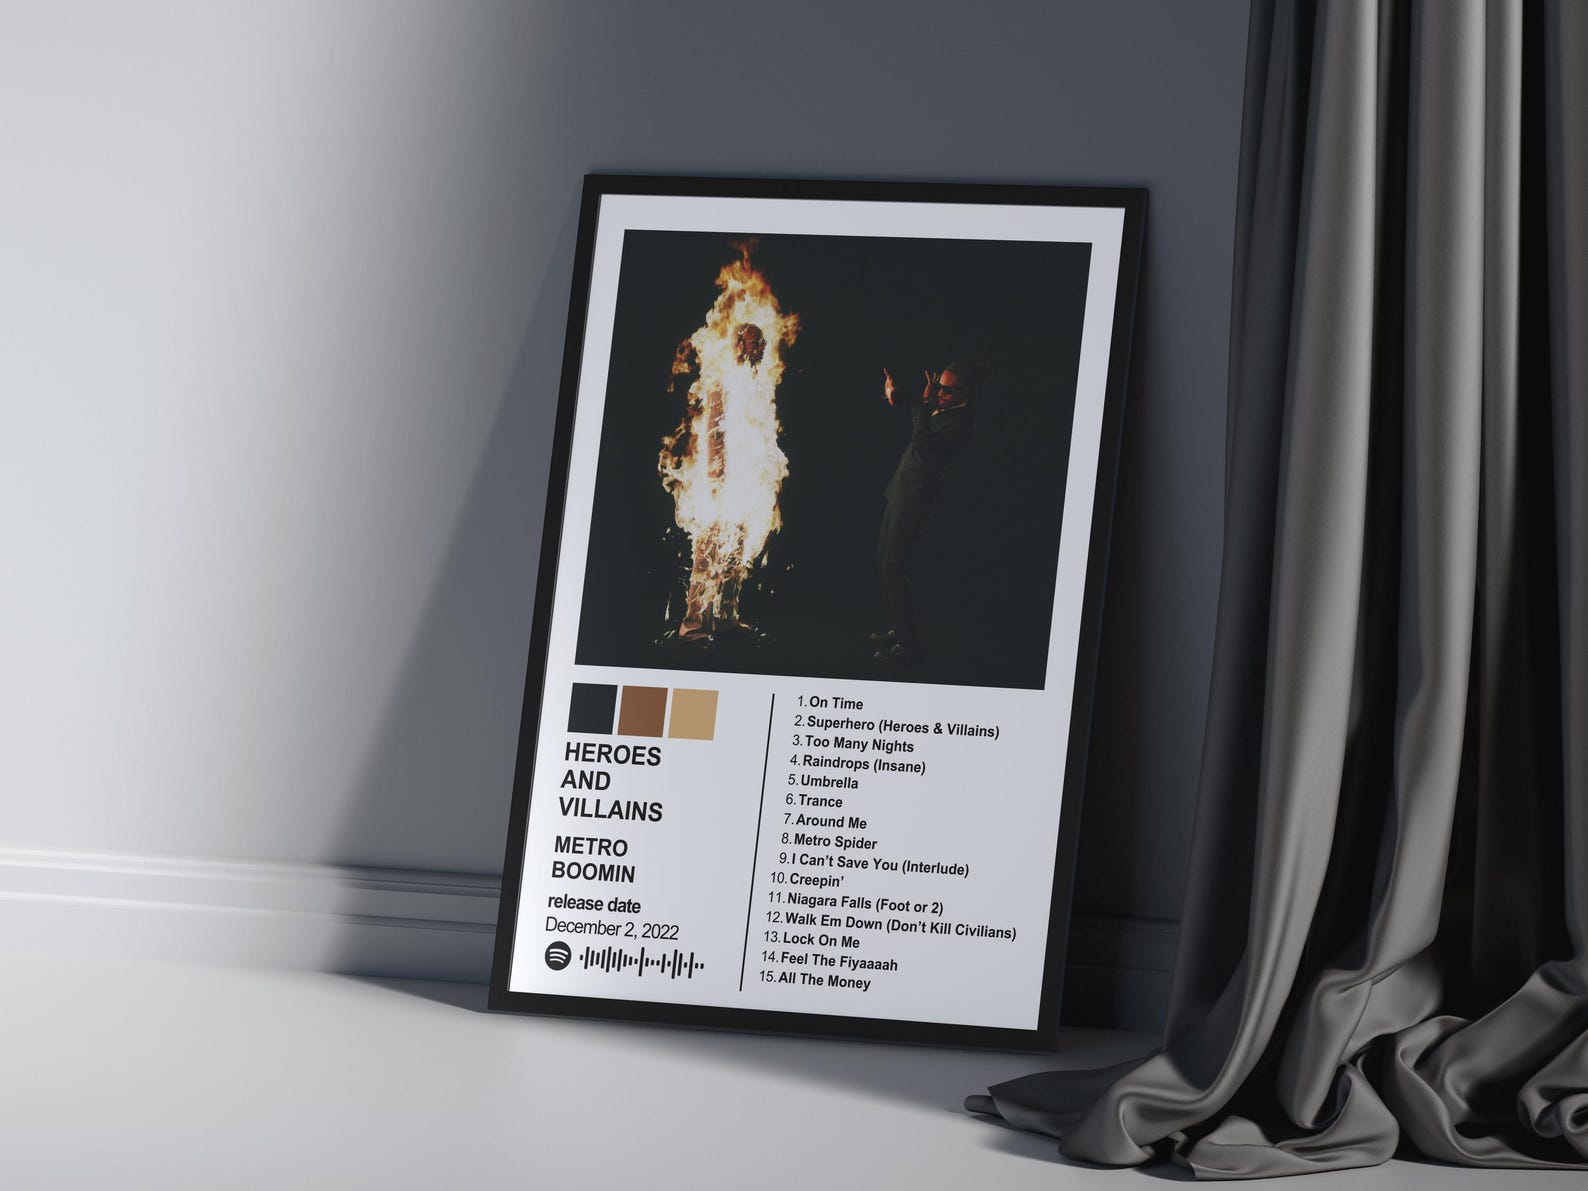 HEROES
AND
VILLAINS
METRO
BOOMIN
release date
December 2, 2022
1. On Time
2. Superhero (Heroes & Villains)
3. Too Many Nights
4. Raindrops (Insane)
5. Umbrella
6. Trance
7. Around Me
8. Metro Spider
9. I Can't Save You (Interlude)
10. Creepin'
11. Niagara Falls (Foot or 2)
12. Walk Em Down (Don't Kill Civilians)
13. Lock On Me
14. Feel The Fiyaaaah
15. All The Money